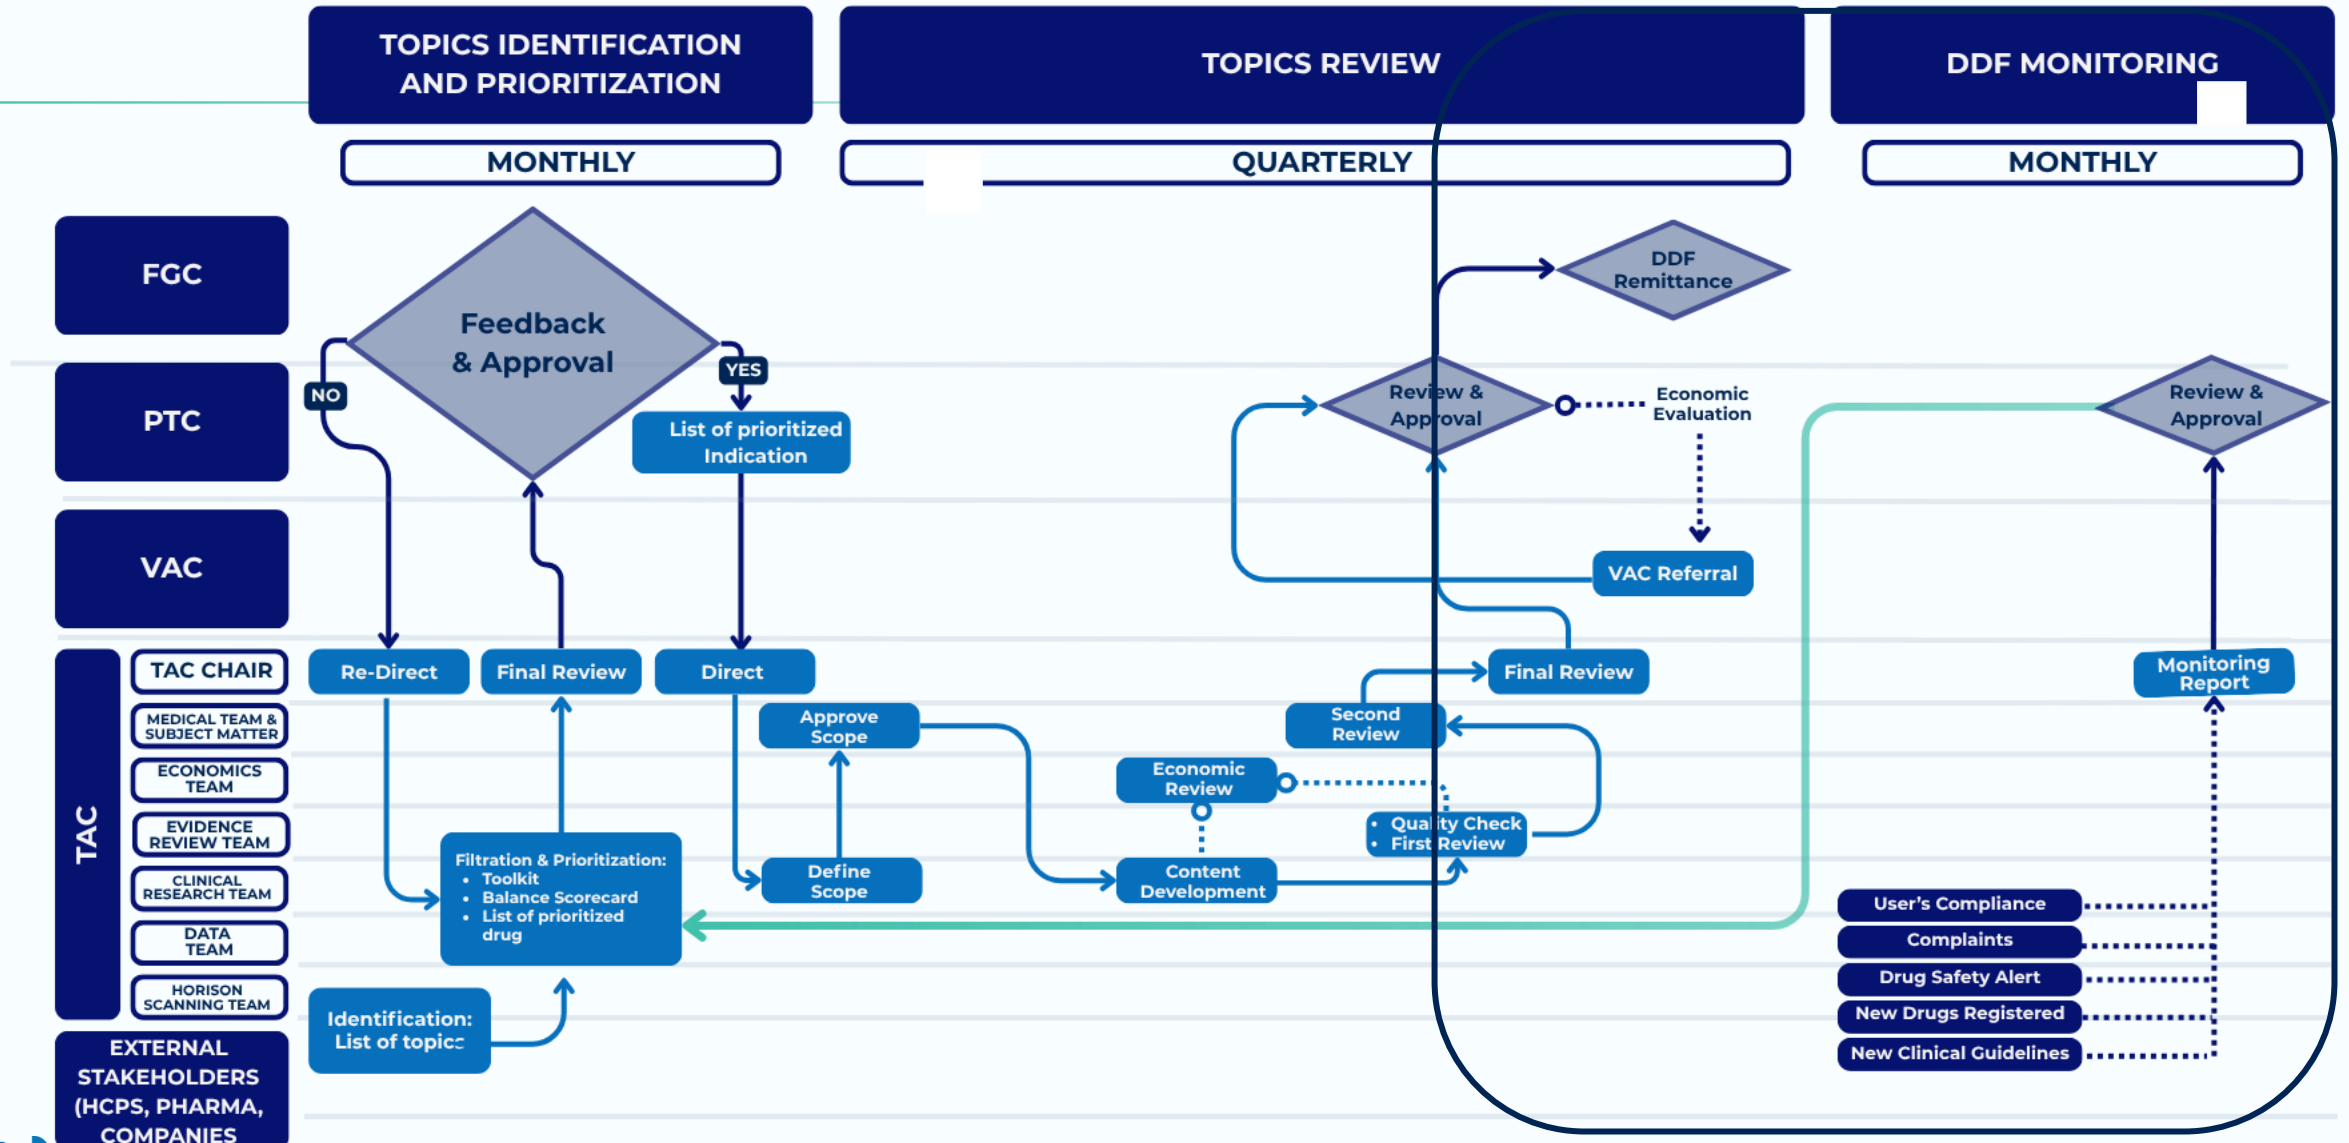 TOPICS IDENTIFICATION
AND PRIORITIZATION
TOPICS REVIEW
DDF MONITORING
MONTHLY
QUARTERLY
MONTHLY
FGC
PTC
VAC
TAC
TAC CHAIR
MEDICAL TEAM &
SUBJECT MATTER
ECONOMICS
TEAM
EVIDENCE
REVIEW TEAM
CLINICAL
RESEARCH TEAM
DATA
TEAM
HORISON
SCANNING TEAM
EXTERNAL
STAKEHOLDERS
(HCPS, PHARMA,
COMPANIES
Feedback
& Approval
NO
YES
List of prioritized
Indication
Re-Direct
Final Review
Direct
Approve
Scope
Define
Scope
Filtration & Prioritization:
• Toolkit
• Balance Scorecard
• List of prioritized
drug
Identification:
List of topics
DDF
Remittance
Review &
Approval
Economic
Evaluation
VAC Referral
Final Review
Second
Review
Economic
Review
• Quality Check
• First Review
Content
Development
Review &
Approval
Monitoring
Report
User's Compliance
Complaints
Drug Safety Alert
New Drugs Registered
New Clinical Guidelines